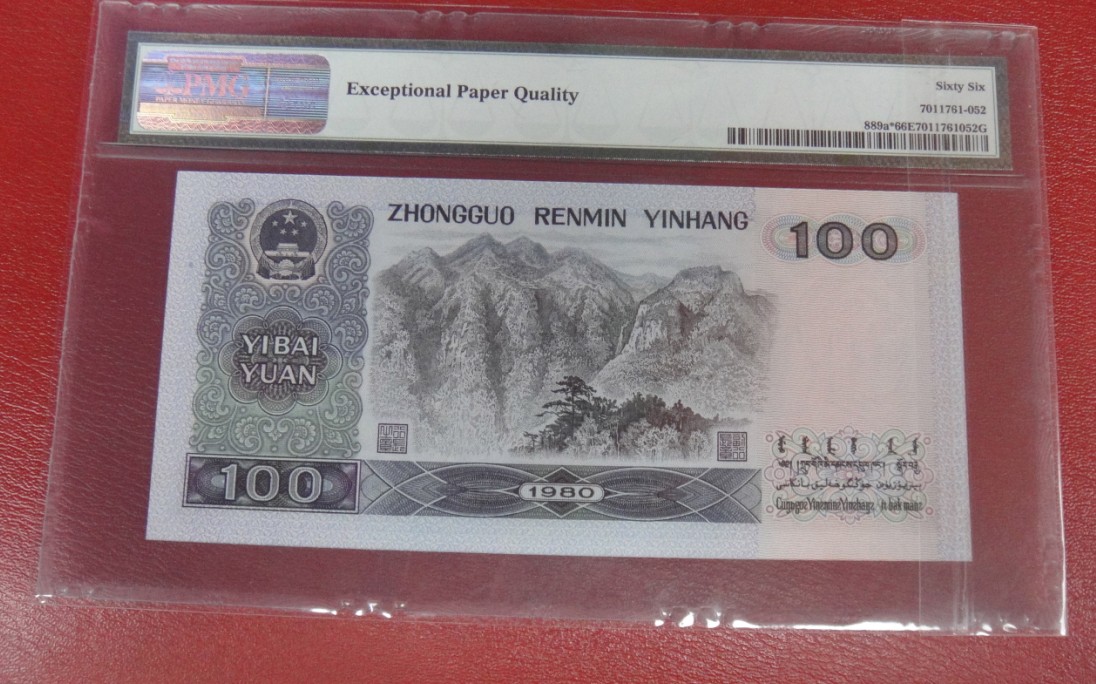 PMG
Exceptional Paper Quality
Sixty Six
7011761-052
889a*66E7011761052G
ZHONGGUO RENMIN YINHANG
100
YIBAI
YUAN
100
1980